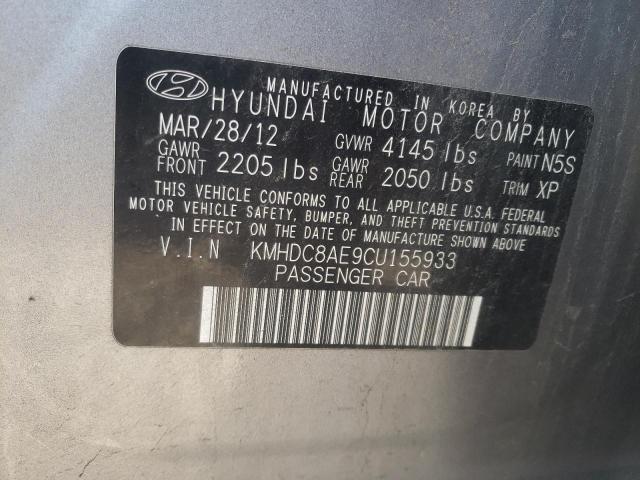 MANUFACTURED IN KOREA BY
HYUNDAI MOTOR COMPANY
MAR/28/12 GVWR 4145 lbs PAINT N5S
GAWR FRONT 2205 lbs GAWR REAR 2050 lbs TRIM XP
THIS VEHICLE CONFORMS TO ALL APPLICABLE U.S.A. FEDERAL
MOTOR VEHICLE SAFETY, BUMPER, AND THEFT PREVENTION STANDARDS
IN EFFECT ON THE DATE OF MANUFACTURE SHOWN ABOVE
V.I.N KMHDC8AE9CU155933
PASSENGER CAR